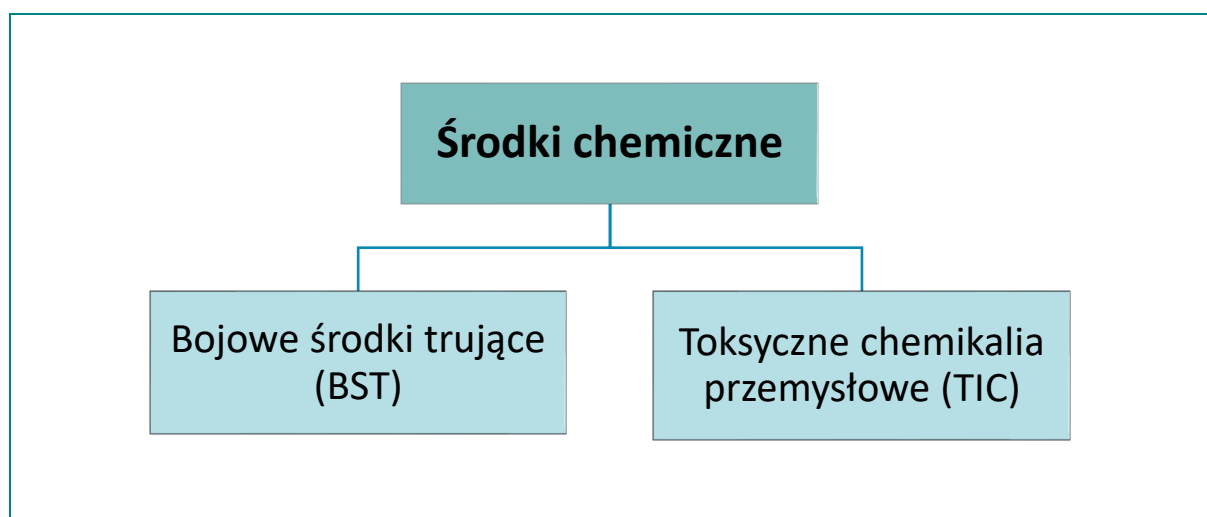 Środki chemiczne
Bojowe środki trujące
(BST)
Toksyczne chemikalia
przemysłowe (TIC)